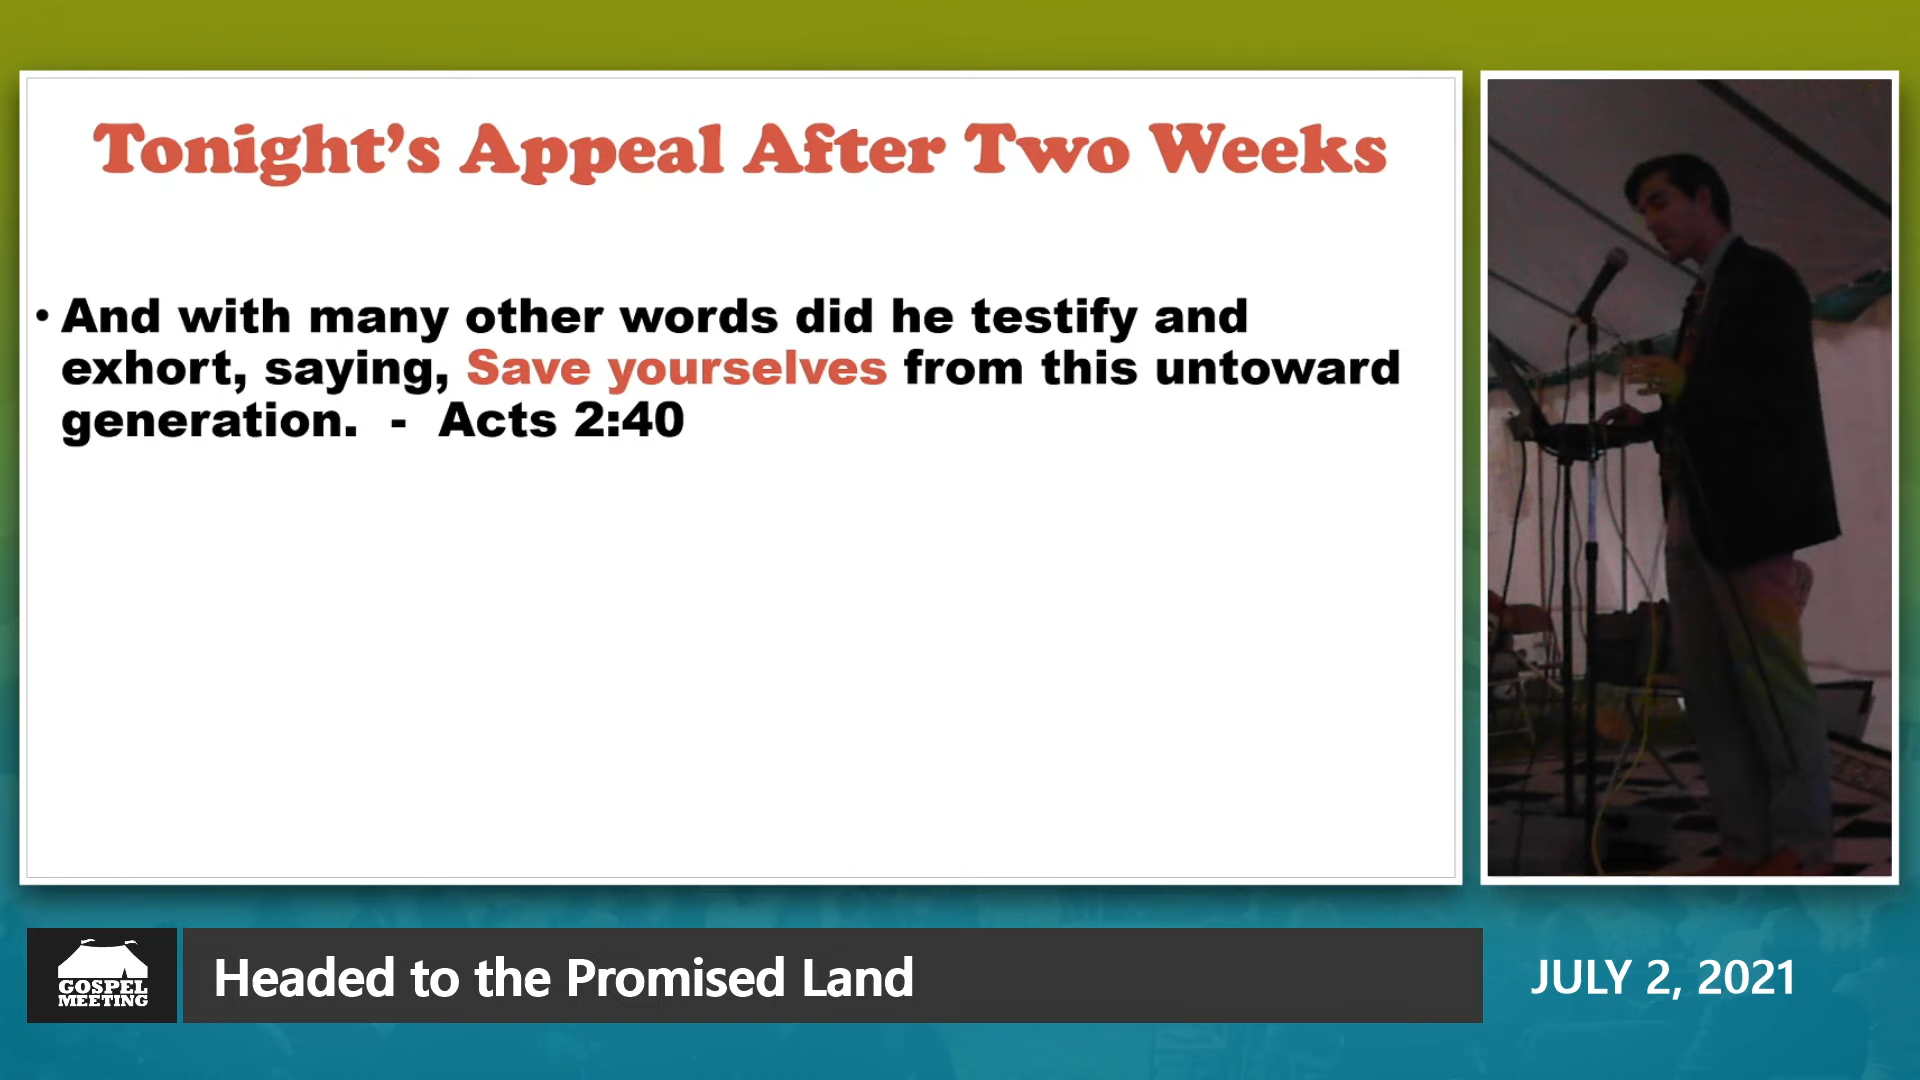 Tonight’s Appeal After Two Weeks
• And with many other words did he testify and
exhort, saying, Save yourselves from this untoward
generation.  -  Acts 2:40
GOSPEL
MEETING
Headed to the Promised Land
JULY 2, 2021